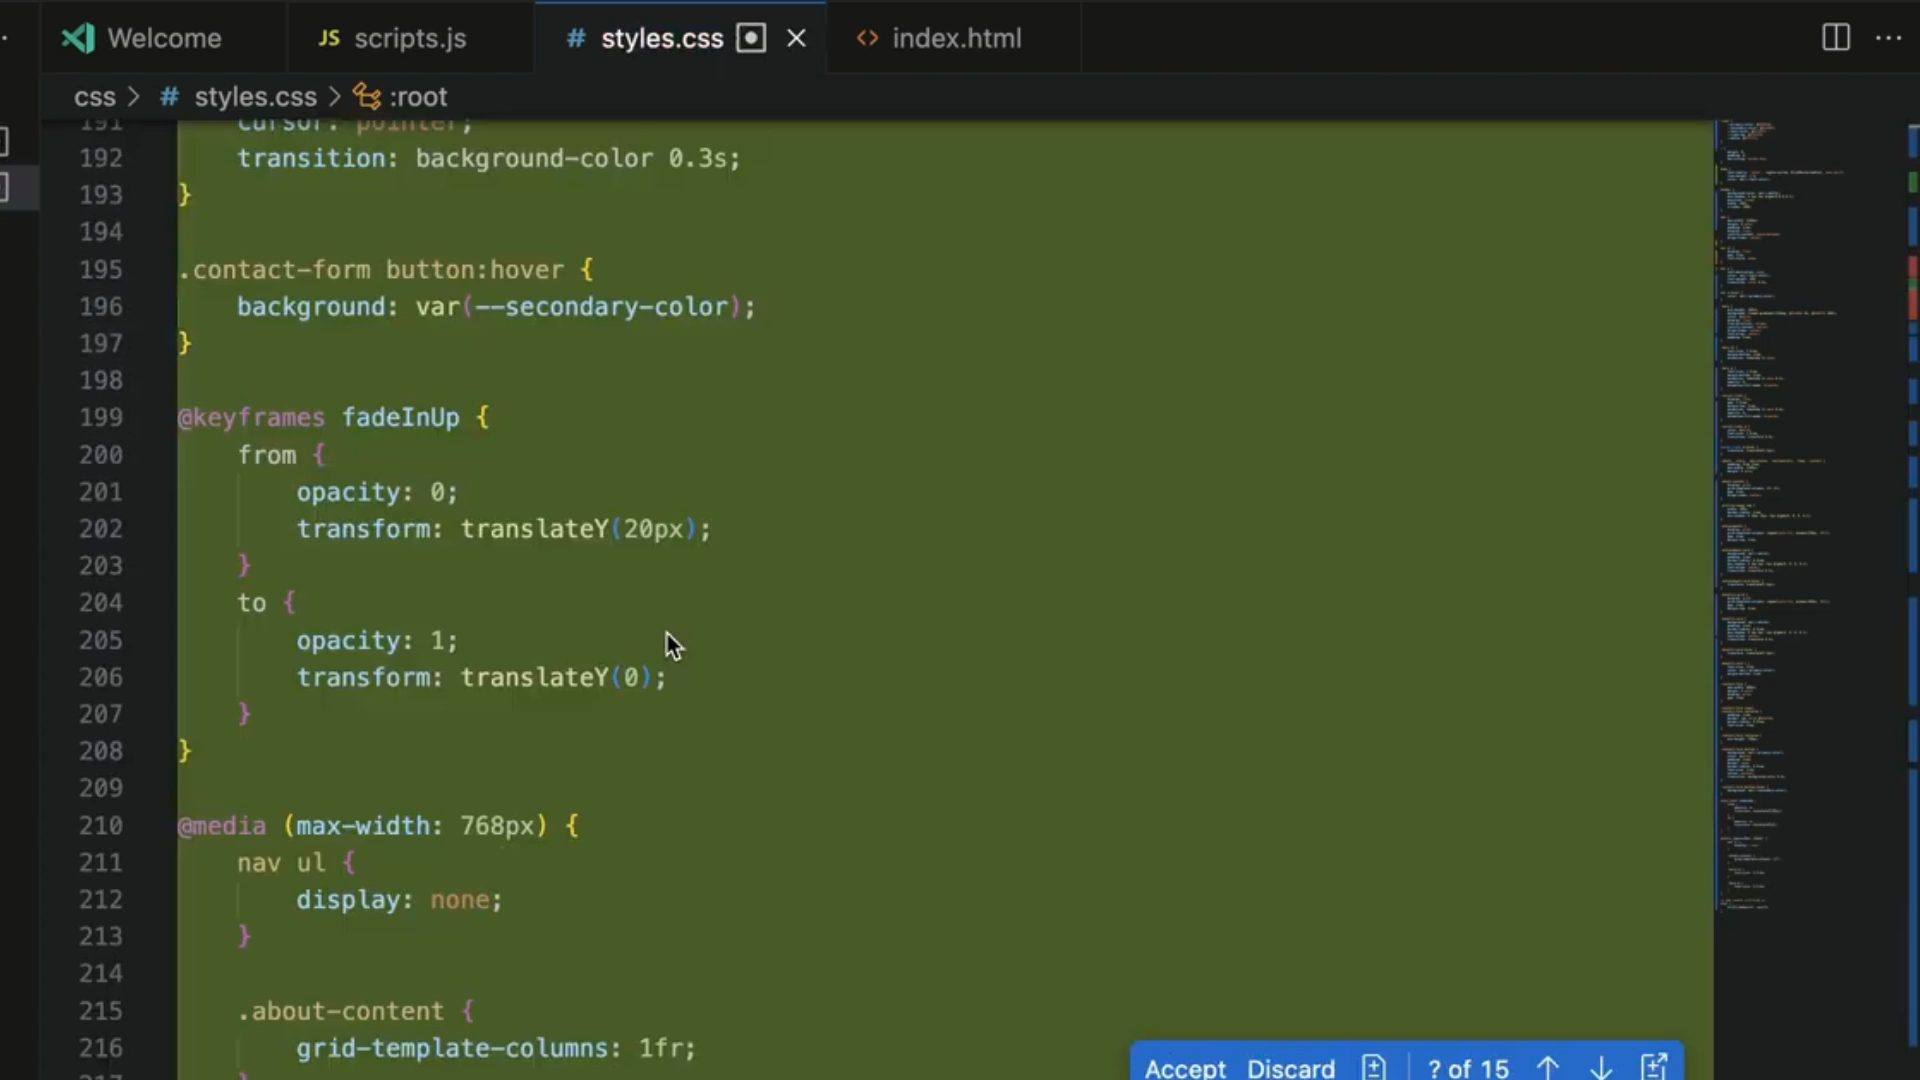 Welcome
JS scripts.js
# styles.css
<> index.html
css > # styles.css > :root
191 cursor: pointer;
192 transition: background-color 0.3s;
193 }
194
195 .contact-form button:hover {
196 background: var(--secondary-color);
197 }
198
199 @keyframes fadeInUp {
200 from {
201 opacity: 0;
202 transform: translateY(20px);
203 }
204 to {
205 opacity: 1;
206 transform: translateY(0);
207 }
208 }
209
210 @media (max-width: 768px) {
211 nav ul {
212 display: none;
213 }
214
215 .about-content {
216 grid-template-columns: 1fr;
217 }
Accept Discard ? of 15